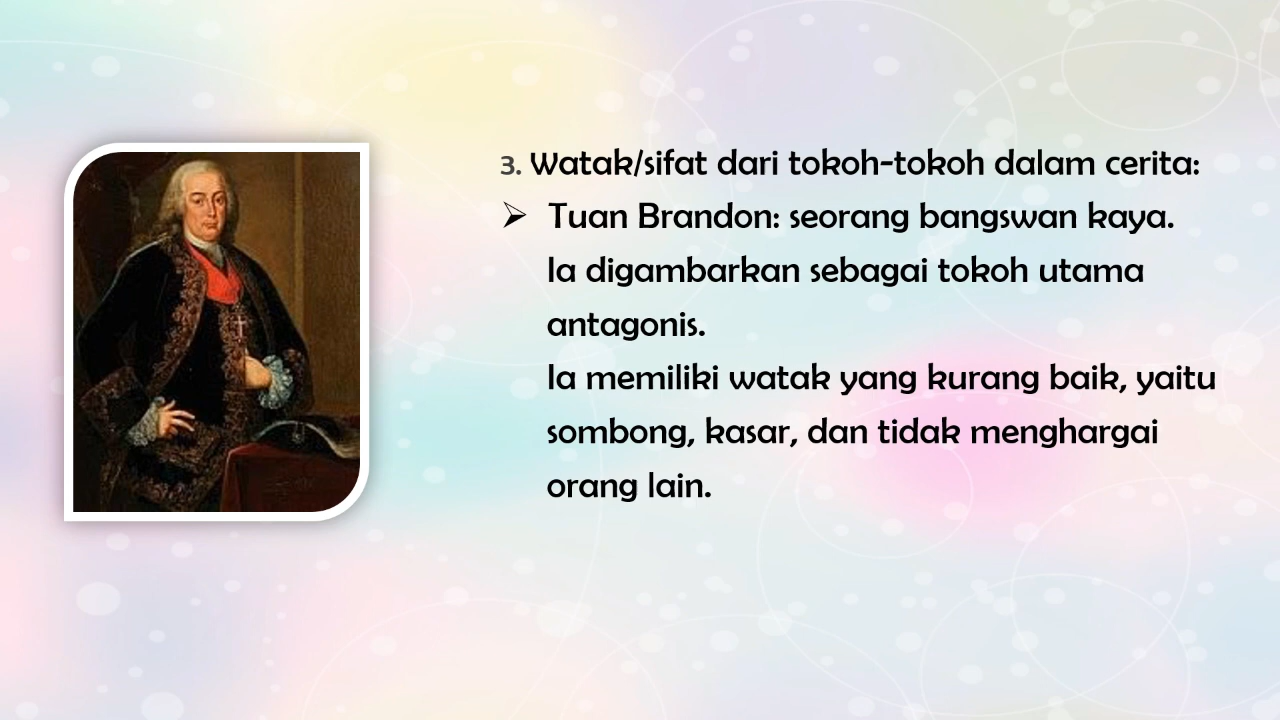 3. Watak/sifat dari tokoh-tokoh dalam cerita:
➢ Tuan Brandon: seorang bangswan kaya.
Ia digambarkan sebagai tokoh utama
antagonis.
Ia memiliki watak yang kurang baik, yaitu
sombong, kasar, dan tidak menghargai
orang lain.